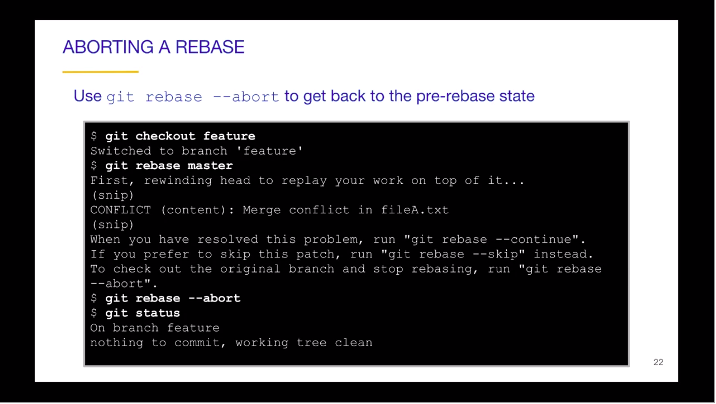 ABORTING A REBASE
Use git rebase --abort to get back to the pre-rebase state
$ git checkout feature
Switched to branch 'feature'
$ git rebase master
First, rewinding head to replay your work on top of it...
(snip)
CONFLICT (content): Merge conflict in fileA.txt
(snip)
When you have resolved this problem, run "git rebase --continue".
If you prefer to skip this patch, run "git rebase --skip" instead.
To check out the original branch and stop rebasing, run "git rebase
--abort".
$ git rebase --abort
$ git status
On branch feature
nothing to commit, working tree clean
22